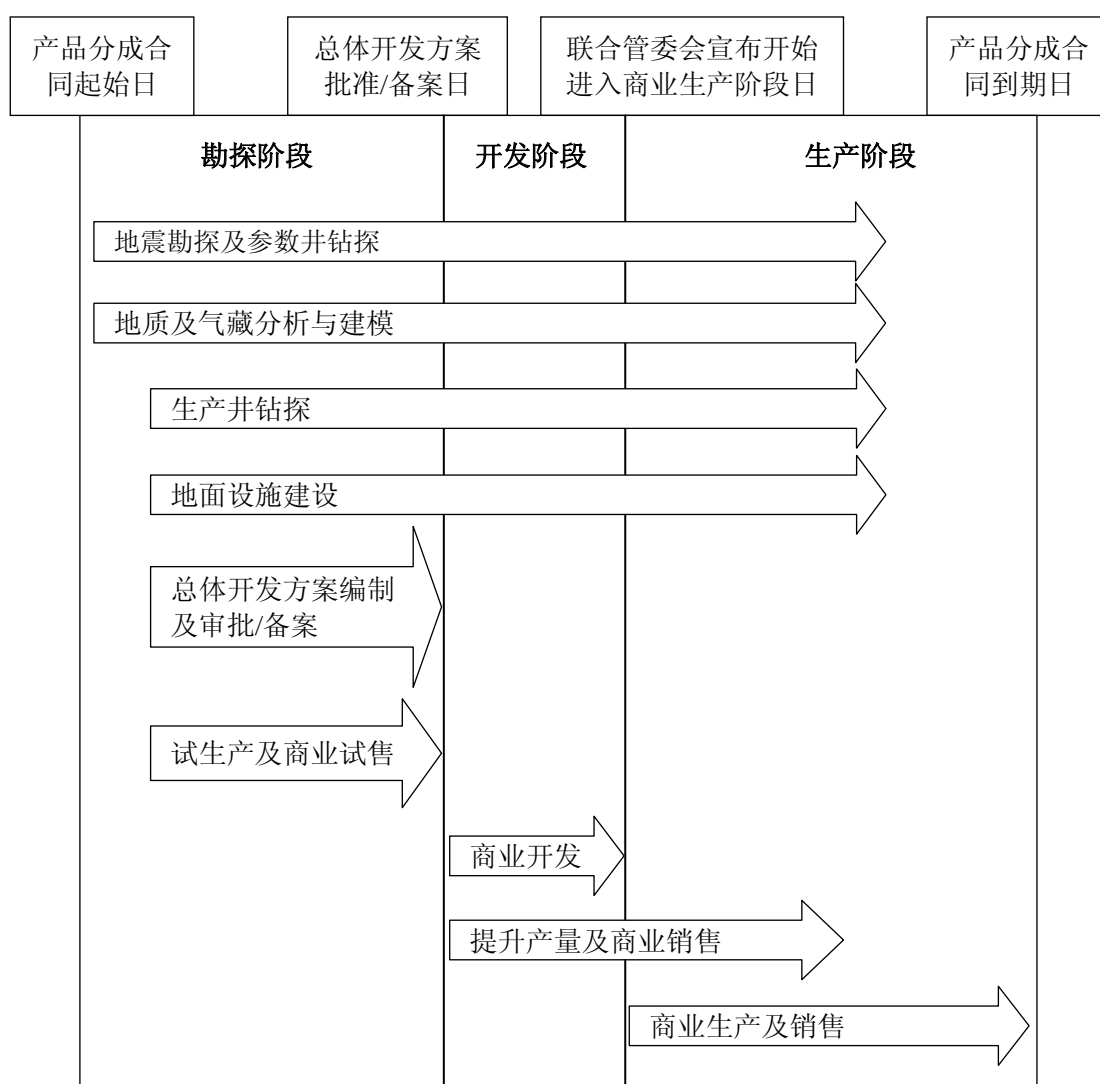 产品分成合
同起始日
总体开发方案
批准/备案日
联合管委会宣布开始
进入商业生产阶段日
产品分成合
同到期日
勘探阶段
开发阶段
生产阶段
地震勘探及参数井钻探
地质及气藏分析与建模
生产井钻探
地面设施建设
总体开发方案编制
及审批/备案
试生产及商业试售
商业开发
提升产量及商业销售
商业生产及销售